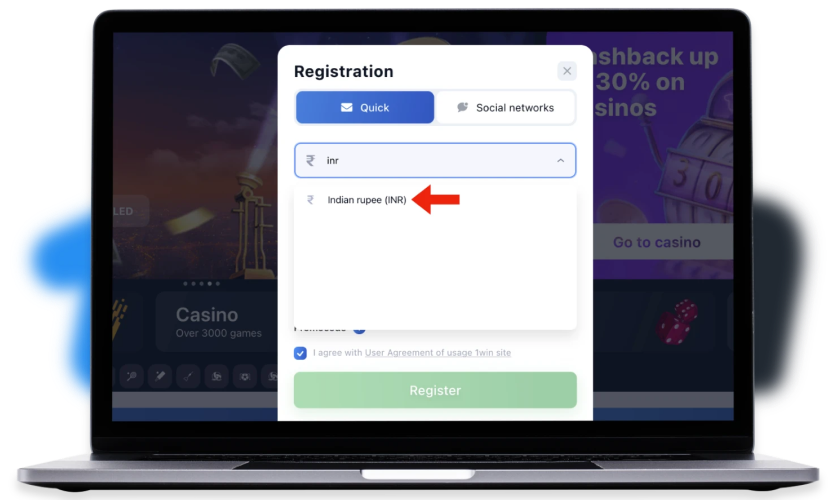 Registration
Quick
Social networks
₹ inr
₹ Indian rupee (INR)
I agree with User Agreement of usage 1win site
Register
shback up
30% on
sinos
Go to casino
LED
Casino
Over 3000 games